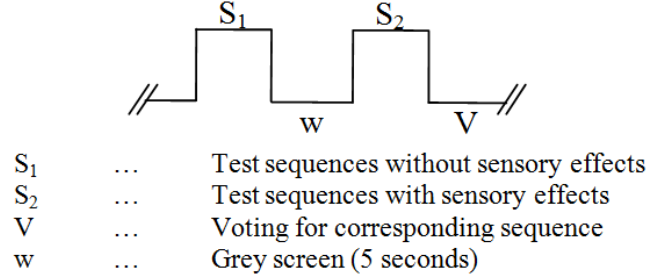 S₁ S₂
w V
S₁ … Test sequences without sensory effects
S₂ … Test sequences with sensory effects
V … Voting for corresponding sequence
w … Grey screen (5 seconds)